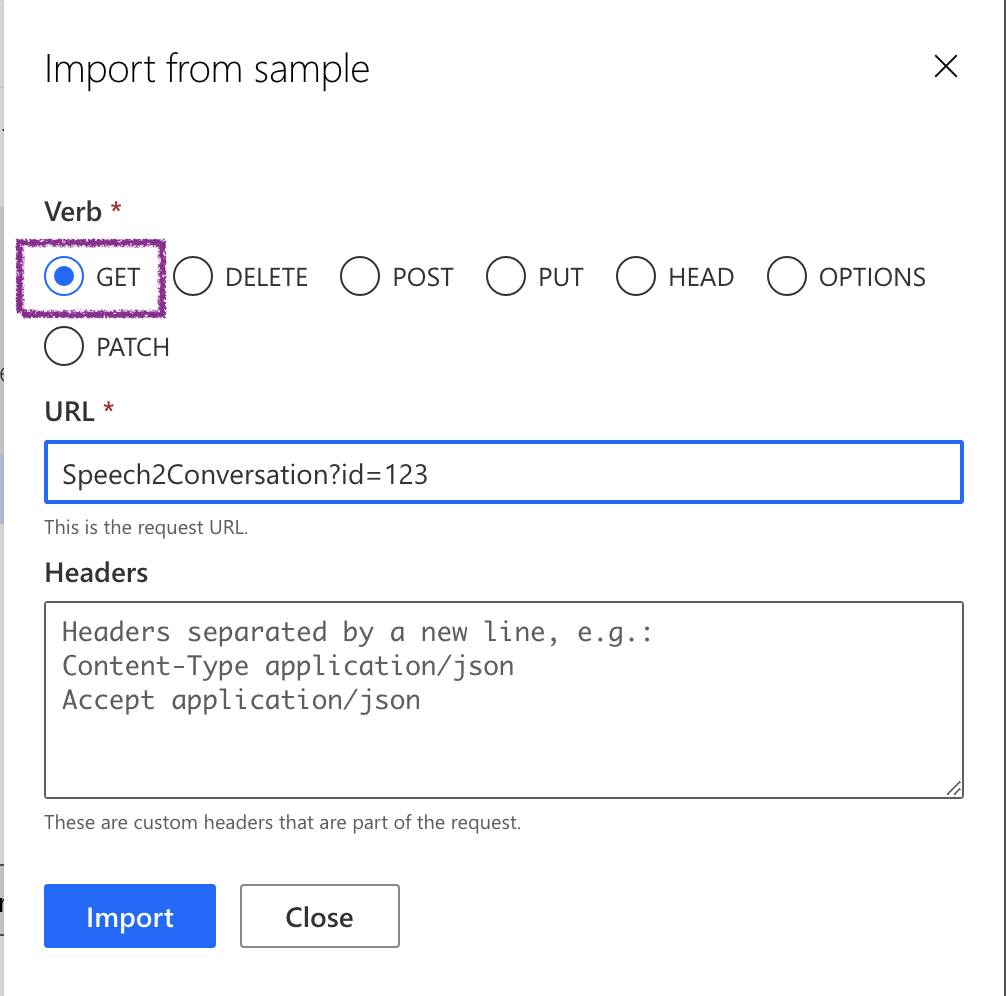 Import from sample
Verb *
GET DELETE POST PUT HEAD OPTIONS
PATCH
URL *
Speech2Conversation?id=123
This is the request URL.
Headers
Headers separated by a new line, e.g.:
Content-Type application/json
Accept application/json
These are custom headers that are part of the request.
Import Close